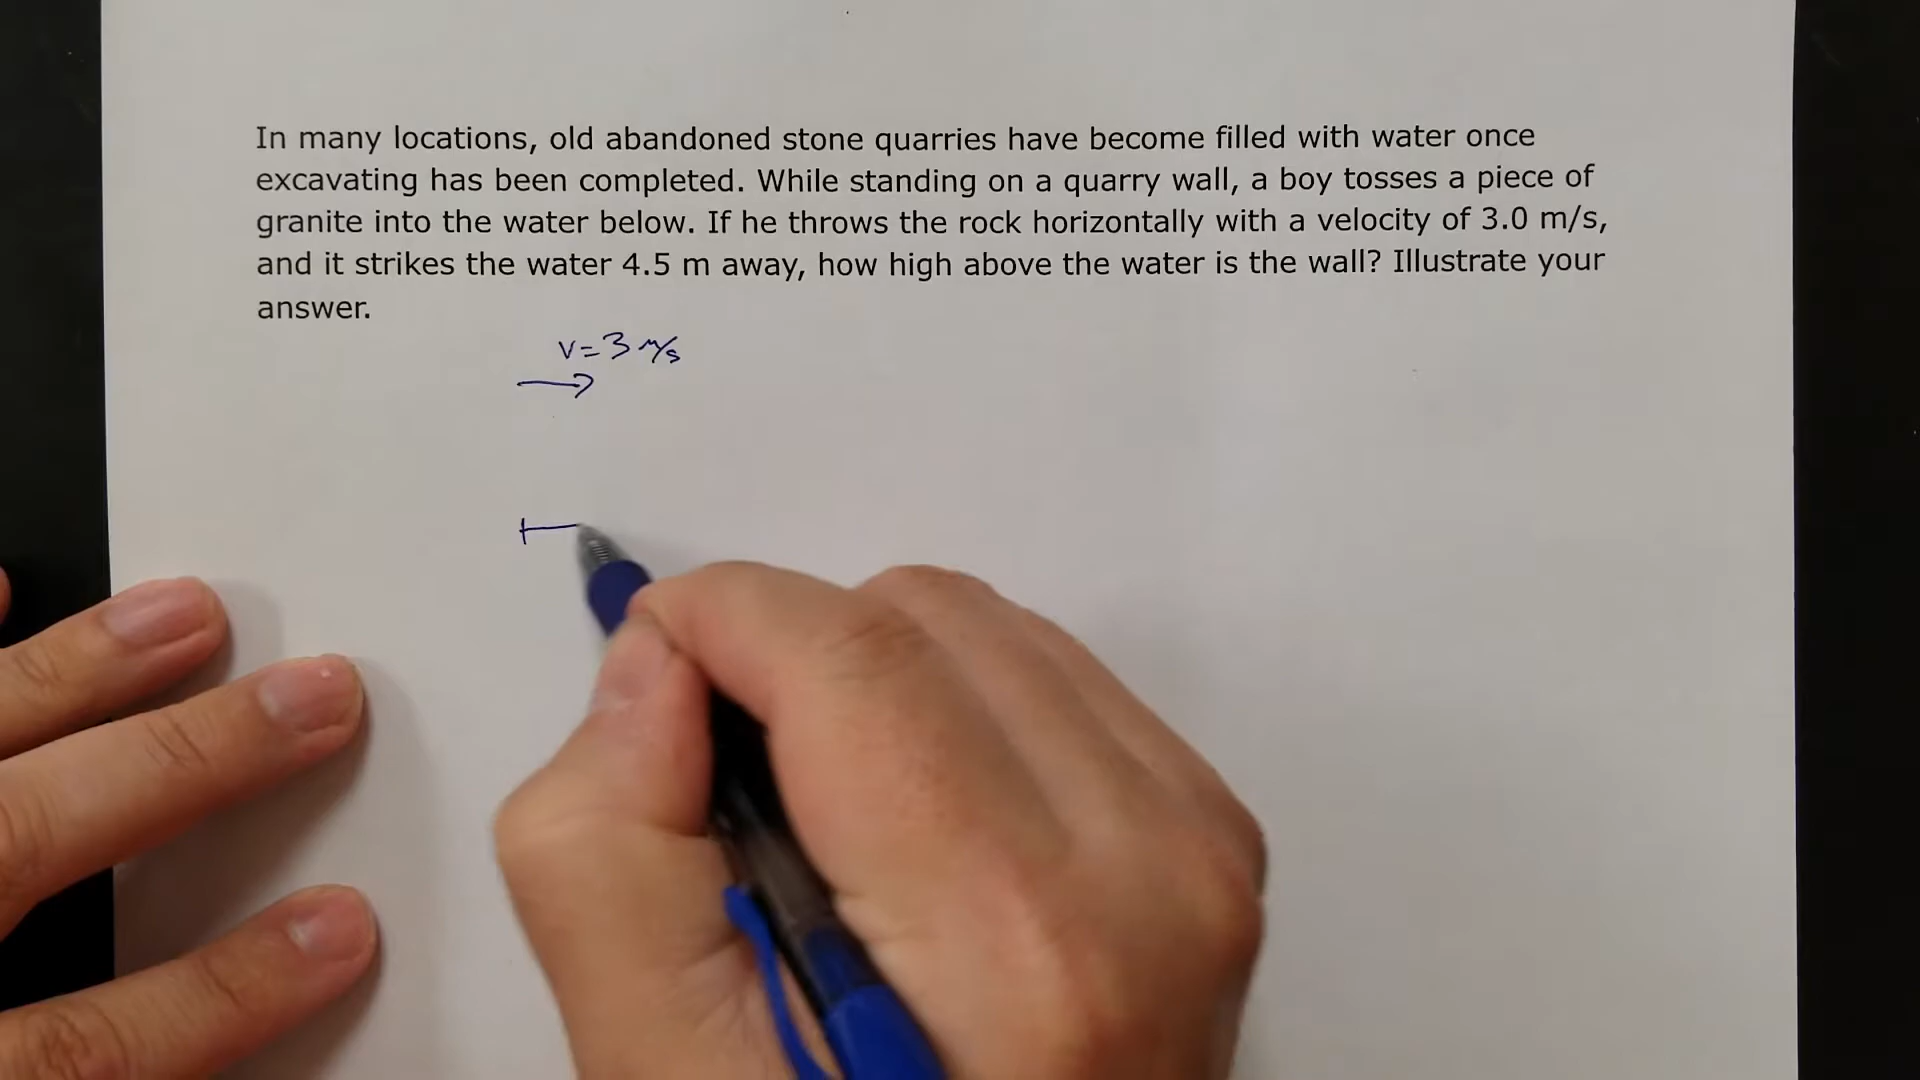 In many locations, old abandoned stone quarries have become filled with water once
excavating has been completed. While standing on a quarry wall, a boy tosses a piece of
granite into the water below. If he throws the rock horizontally with a velocity of 3.0 m/s,
and it strikes the water 4.5 m away, how high above the water is the wall? Illustrate your
answer.
v=3 m/s